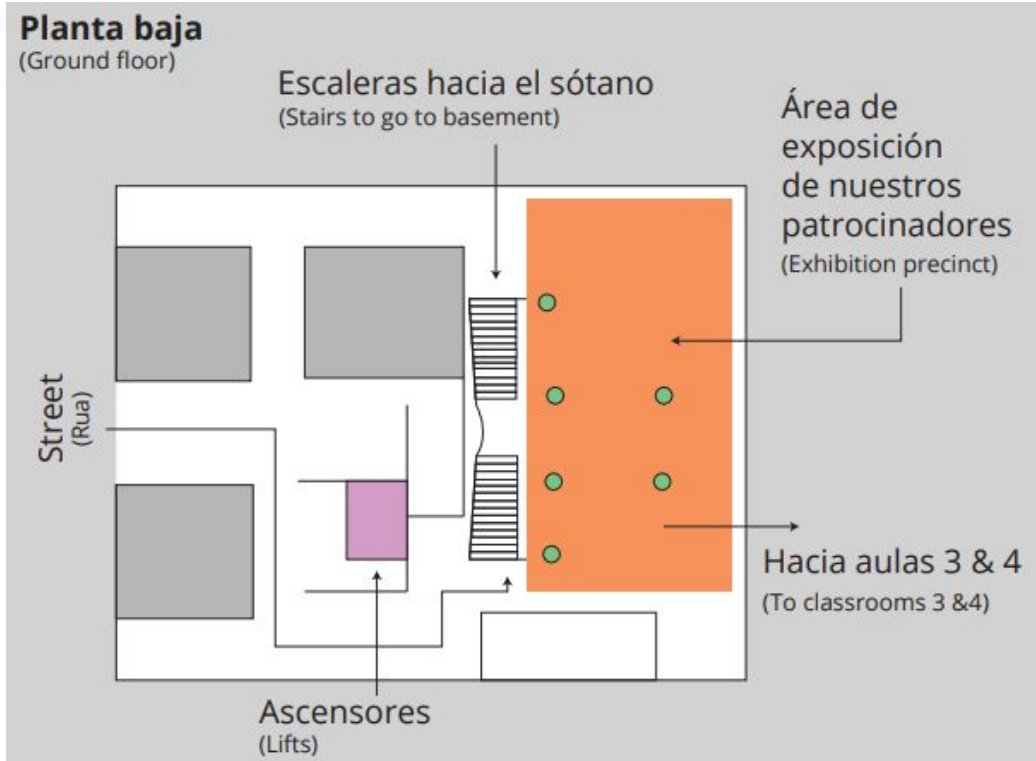 Planta baja
(Ground floor)
Escaleras hacia el sótano
(Stairs to go to basement)
Área de
exposición
de nuestros
patrocinadores
(Exhibition precinct)
Street
(Rua)
Hacia aulas 3 & 4
(To classrooms 3 &4)
Ascensores
(Lifts)